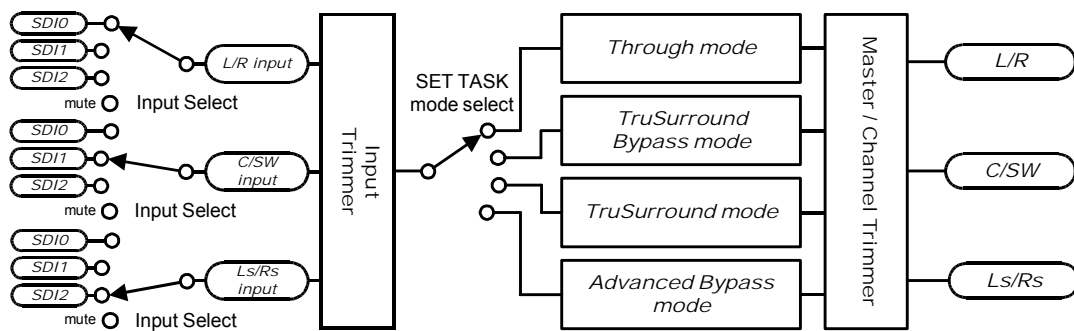 SDI0
SDI1
SDI2
mute
Input Select
L/R input
SDI0
SDI1
SDI2
mute
Input Select
C/SW
input
SDI0
SDI1
SDI2
mute
Input Select
Ls/Rs
input
Input
Trimmer
SET TASK
mode select
Through mode
TruSurround
Bypass mode
TruSurround mode
Advanced Bypass
mode
Master / Channel Trimmer
L/R
C/SW
Ls/Rs